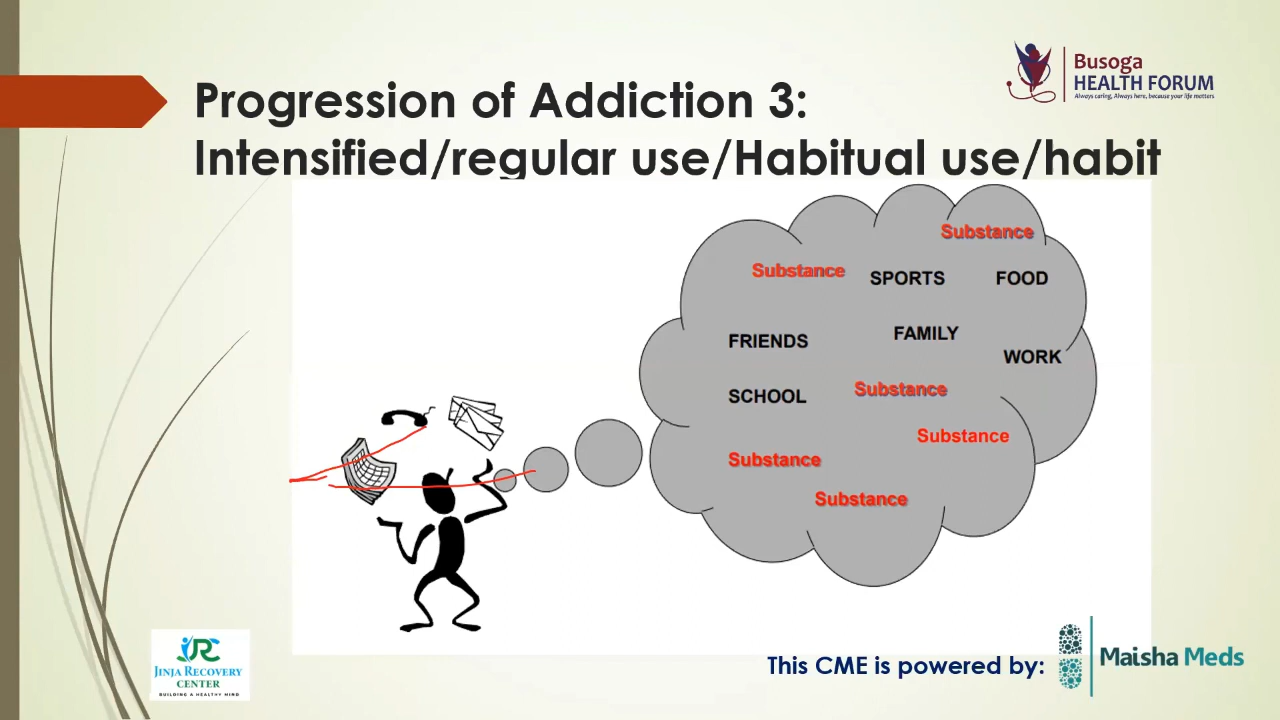 Busoga
HEALTH FORUM
Always caring, Always here, because your life matters
Progression of Addiction 3:
Intensified/regular use/Habitual use/habit
Substance
Substance
SPORTS FOOD
FRIENDS FAMILY
WORK
SCHOOL Substance
Substance
Substance
Substance
JRC
JINJA RECOVERY
CENTER
BUILDING A HEALTHY MIND
This CME is powered by:
Maisha Meds